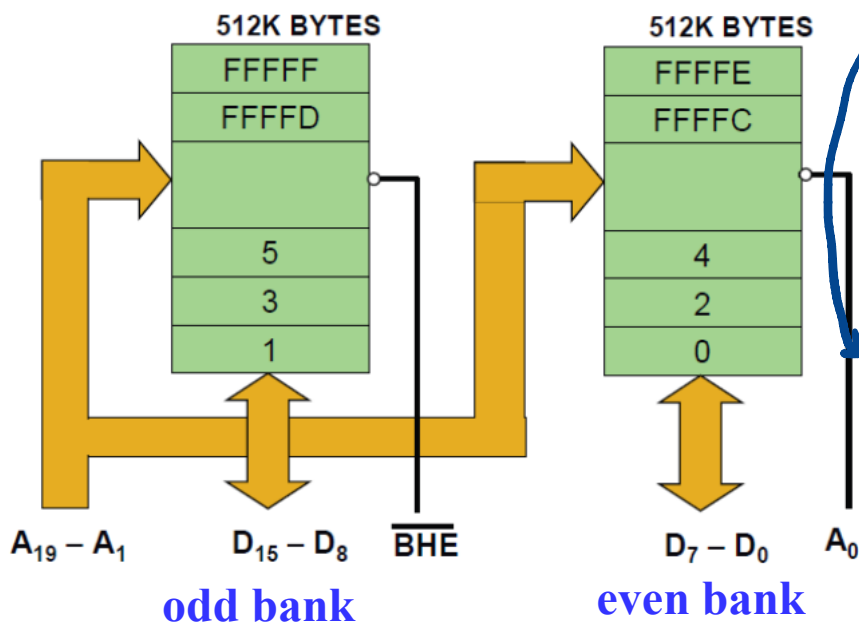 512K BYTES
FFFFF
FFFFD
5
3
1
512K BYTES
FFFFE
FFFFC
4
2
0
A₁₉ – A₁
D₁₅ – D₈
B̅H̅E̅
D₇ – D₀
A₀
odd bank
even bank